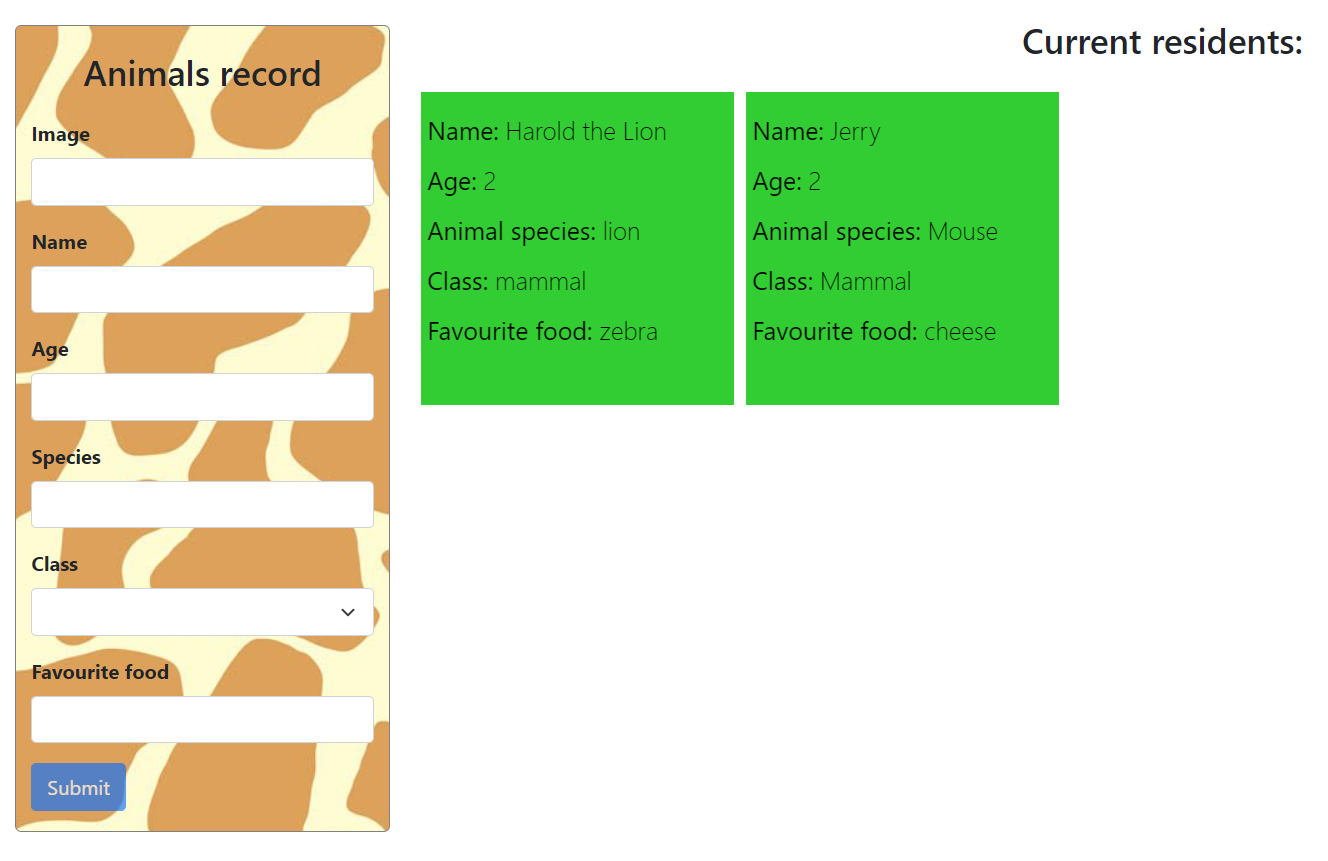 Animals record
Image
Name
Age
Species
Class
Favourite food
Submit
Current residents:
Name: Harold the Lion
Age: 2
Animal species: lion
Class: mammal
Favourite food: zebra
Name: Jerry
Age: 2
Animal species: Mouse
Class: Mammal
Favourite food: cheese